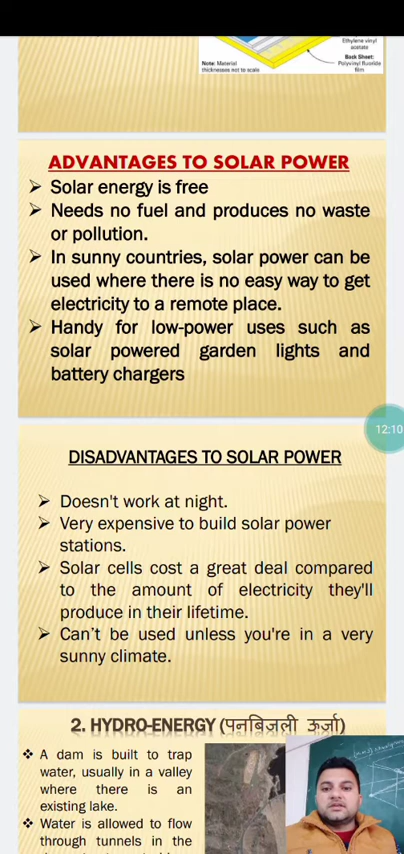 Ethylene vinyl
acetate
Back Sheet:
Polyvinyl fluoride
film
Note: Material
thicknesses not to scale
ADVANTAGES TO SOLAR POWER
➢ Solar energy is free
➢ Needs no fuel and produces no waste
or pollution.
➢ In sunny countries, solar power can be
used where there is no easy way to get
electricity to a remote place.
➢ Handy for low-power uses such as
solar powered garden lights and
battery chargers
12:10
DISADVANTAGES TO SOLAR POWER
➢ Doesn't work at night.
➢ Very expensive to build solar power
stations.
➢ Solar cells cost a great deal compared
to the amount of electricity they'll
produce in their lifetime.
➢ Can't be used unless you're in a very
sunny climate.
2. HYDRO-ENERGY (पनबिजली ऊर्जा)
❖ A dam is built to trap
water, usually in a valley
where there is an
existing lake.
❖ Water is allowed to flow
through tunnels in the